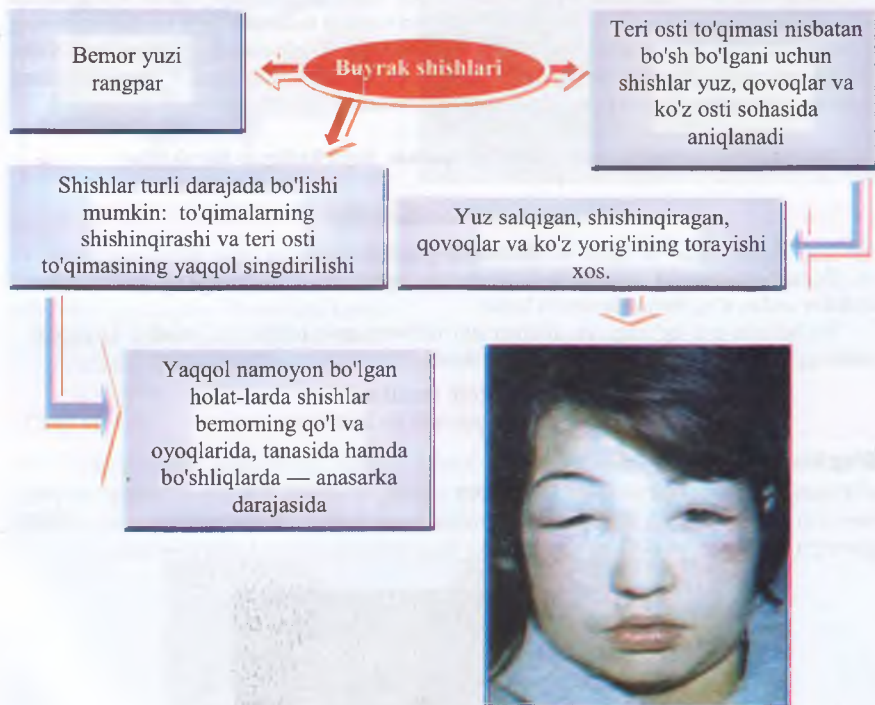 Buyrak shishlari
Bemor yuzi
rangpar
Teri osti to'qimasi nisbatan
bo'sh bo'lgani uchun
shishlar yuz, qovoqlar va
ko'z osti sohasida
aniqlanadi
Shishlar turli darajada bo'lishi
mumkin: to'qimalarning
shishinqirashi va teri osti
to'qimasining yaqqol singdirilishi
Yuz salqigan, shishinqiragan,
qovoqlar va ko'z yorig'ining torayishi
xos.
Yaqqol namoyon bo'lgan
holat-larda shishlar
bemorning qo'l va
oyoqlarida, tanasida hamda
bo'shliqlarda — anasarka
darajasida